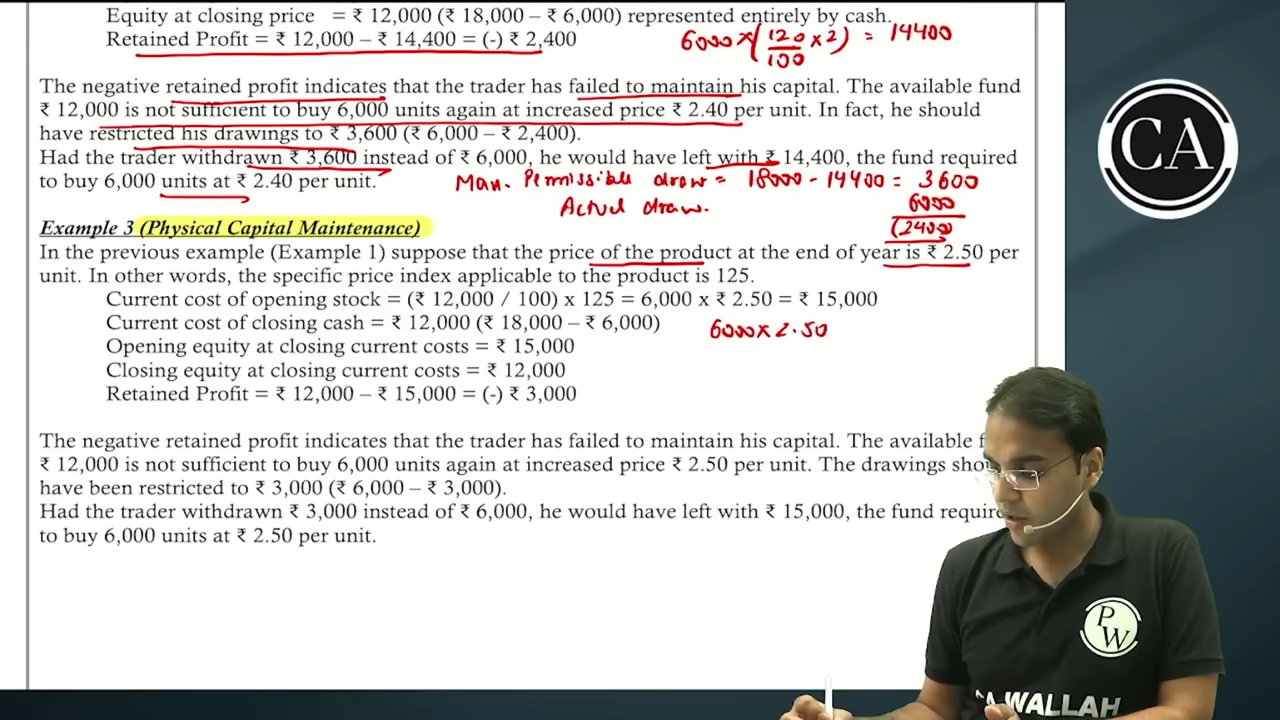 Equity at closing price = ₹ 12,000 (₹ 18,000 – ₹ 6,000) represented entirely by cash.
Retained Profit = ₹ 12,000 – ₹ 14,400 = (-) ₹ 2,400
6000 × (120/100 × 2) = 14400
The negative retained profit indicates that the trader has failed to maintain his capital. The available fund
₹ 12,000 is not sufficient to buy 6,000 units again at increased price ₹ 2.40 per unit. In fact, he should
have restricted his drawings to ₹ 3,600 (₹ 6,000 – ₹ 2,400).
Had the trader withdrawn ₹ 3,600 instead of ₹ 6,000, he would have left with ₹ 14,400, the fund required
to buy 6,000 units at ₹ 2.40 per unit.
Max. Permissible draw = 18000 - 14400 = 3600
Actual draw. 6000
(2400)
Example 3 (Physical Capital Maintenance)
In the previous example (Example 1) suppose that the price of the product at the end of year is ₹ 2.50 per
unit. In other words, the specific price index applicable to the product is 125.
Current cost of opening stock = (₹ 12,000 / 100) x 125 = 6,000 x ₹ 2.50 = ₹ 15,000
Current cost of closing cash = ₹ 12,000 (₹ 18,000 – ₹ 6,000)
6000 × 2.50
Opening equity at closing current costs = ₹ 15,000
Closing equity at closing current costs = ₹ 12,000
Retained Profit = ₹ 12,000 – ₹ 15,000 = (-) ₹ 3,000
The negative retained profit indicates that the trader has failed to maintain his capital. The available f
₹ 12,000 is not sufficient to buy 6,000 units again at increased price ₹ 2.50 per unit. The drawings shou
have been restricted to ₹ 3,000 (₹ 6,000 – ₹ 3,000).
Had the trader withdrawn ₹ 3,000 instead of ₹ 6,000, he would have left with ₹ 15,000, the fund require
to buy 6,000 units at ₹ 2.50 per unit.
CA
P
W
CA WALLAH